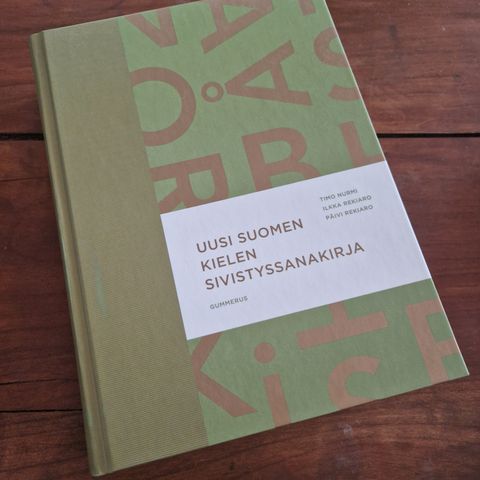 TIMO NURMI
ILKKA REKIARO
PÄIVI REKIARO
UUSI SUOMEN
KIELEN
SIVISTYSSANAKIRJA
GUMMERUS